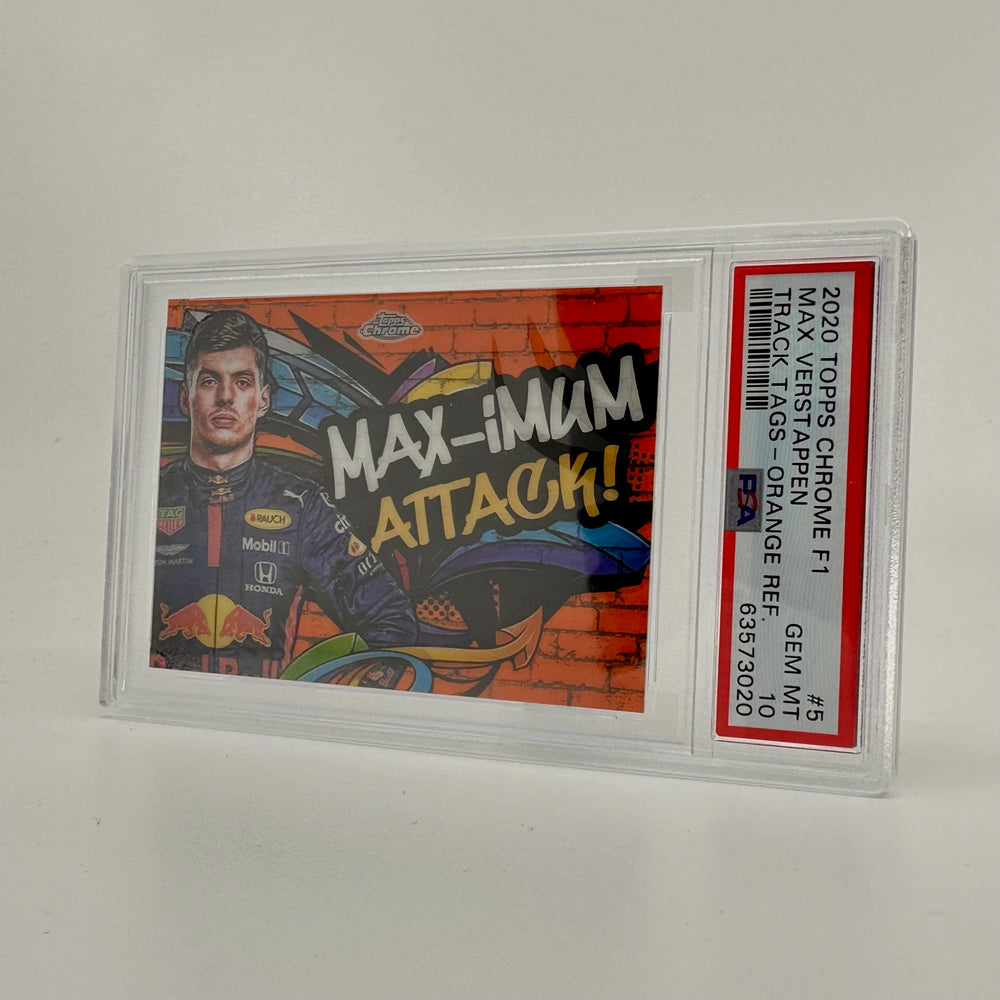 Topps
Chrome
MAX-iMUM
ATTACK!
TAG
HEUER
RAUCH
Mobil 1
HONDA
2020 TOPPS CHROME F1 #5
MAX VERSTAPPEN GEM MT
TRACK TAGS - ORANGE REF. 10
63573020
PSA